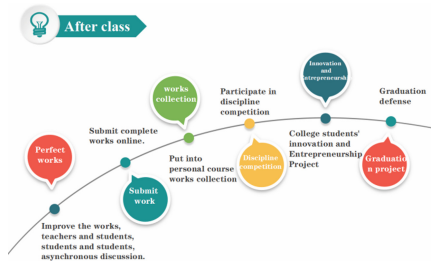 After class
Perfect
works
Improve the works,
teachers and students,
students and students,
asynchronous discussion.
Submit complete
works online.
Submit
work
works
collection
Put into
personal course
works collection
Participate in
discipline
competition
Discipline
competition
Innovation
and
Entrepreneurship
College students'
innovation and
Entrepreneurship
Project
Graduation
defense
Graduatio
n project